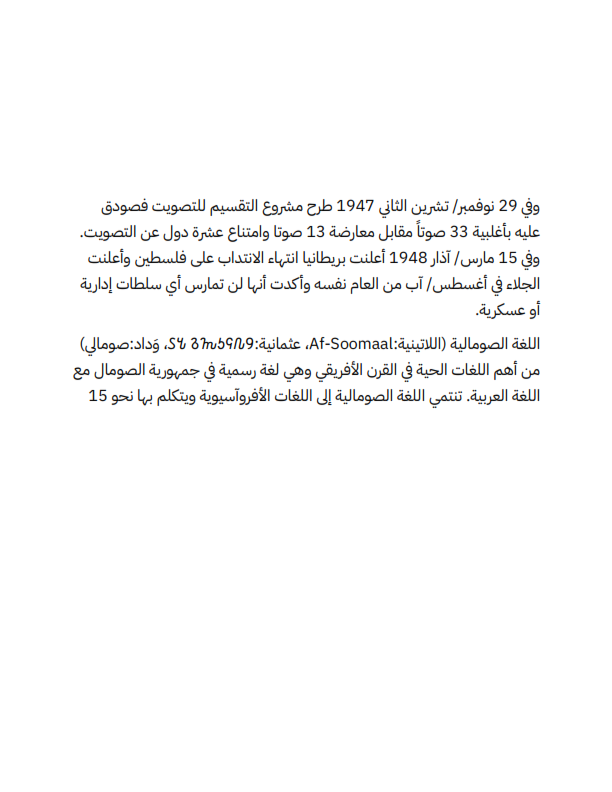 وفي 29 نوفمبر/ تشرين الثاني 1947 طرح مشروع التقسيم للتصويت فصودق
عليه بأغلبية 33 صوتاً مقابل معارضة 13 صوتا وامتناع عشرة دول عن التصويت.
وفي 15 مارس/ آذار 1948 أعلنت بريطانيا انتهاء الانتداب على فلسطين وأعلنت
الجلاء في أغسطس/ آب من العام نفسه وأكدت أنها لن تمارس أي سلطات إدارية
أو عسكرية.
اللغة الصومالية (اللاتينية:Af-Soomaal، عثمانية:، وَداد:صومالي)
من أهم اللغات الحية في القرن الأفريقي وهي لغة رسمية في جمهورية الصومال مع
اللغة العربية. تنتمي اللغة الصومالية إلى اللغات الأفروآسيوية ويتكلم بها نحو 15